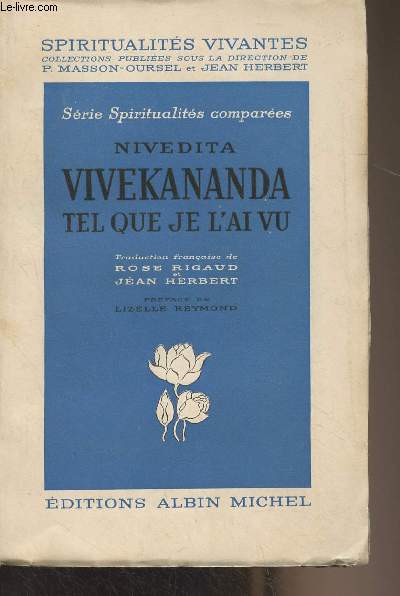 Le-livre.com
SPIRITUALITÉS VIVANTES
COLLECTIONS PUBLIÉES SOUS LA DIRECTION DE
P. MASSON-OURSEL et JEAN HERBERT
Série Spiritualités comparées
NIVEDITA
VIVEKANANDA
TEL QUE JE L'AI VU
Traduction française de
ROSE RIGAUD
et
JEAN HERBERT
PRÉFACE DE
LIZELLE REYMOND
ÉDITIONS ALBIN MICHEL